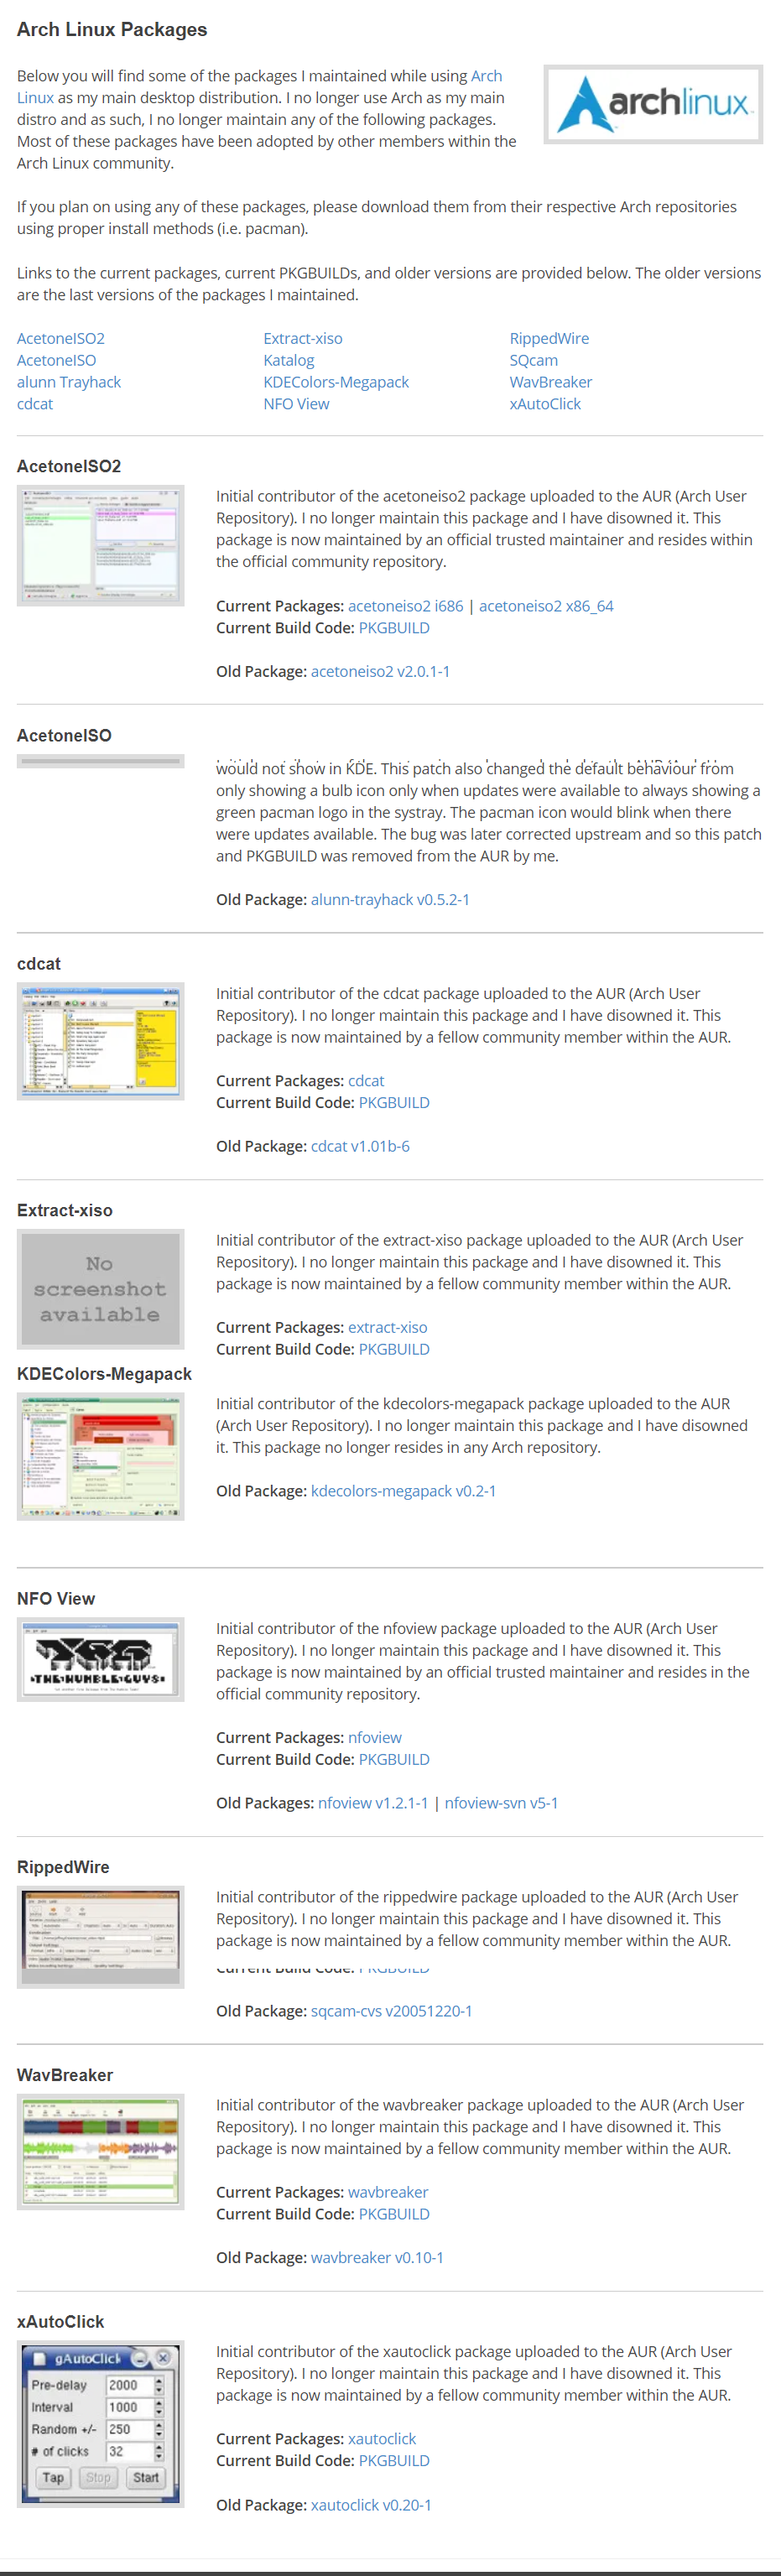 Arch Linux Packages
Below you will find some of the packages I maintained while using Arch
Linux as my main desktop distribution. I no longer use Arch as my main
distro and as such, I no longer maintain any of the following packages.
Most of these packages have been adopted by other members within the
Arch Linux community.
archlinux
If you plan on using any of these packages, please download them from their respective Arch repositories
using proper install methods (i.e. pacman).
Links to the current packages, current PKGBUILDs, and older versions are provided below. The older versions
are the last versions of the packages I maintained.
AcetoneISO2 Extract-xiso RippedWire
AcetoneISO Katalog SQcam
alunn Trayhack KDEColors-Megapack WavBreaker
cdcat NFO View xAutoClick
AcetoneISO2
Initial contributor of the acetoneiso2 package uploaded to the AUR (Arch User
Repository). I no longer maintain this package and I have disowned it. This
package is now maintained by an official trusted maintainer and resides within
the official community repository.
Current Packages: acetoneiso2 i686 | acetoneiso2 x86_64
Current Build Code: PKGBUILD
Old Package: acetoneiso2 v2.0.1-1
AcetoneISO
would not show in KDE. This patch also changed the default behaviour from
only showing a bulb icon only when updates were available to always showing a
green pacman logo in the systray. The pacman icon would blink when there
were updates available. The bug was later corrected upstream and so this patch
and PKGBUILD was removed from the AUR by me.
Old Package: alunn-trayhack v0.5.2-1
cdcat
Initial contributor of the cdcat package uploaded to the AUR (Arch User
Repository). I no longer maintain this package and I have disowned it. This
package is now maintained by a fellow community member within the AUR.
Current Packages: cdcat
Current Build Code: PKGBUILD
Old Package: cdcat v1.01b-6
Extract-xiso
No
screenshot
available
Initial contributor of the extract-xiso package uploaded to the AUR (Arch User
Repository). I no longer maintain this package and I have disowned it. This
package is now maintained by a fellow community member within the AUR.
Current Packages: extract-xiso
Current Build Code: PKGBUILD
KDEColors-Megapack
Initial contributor of the kdecolors-megapack package uploaded to the AUR
(Arch User Repository). I no longer maintain this package and I have disowned
it. This package no longer resides in any Arch repository.
Old Package: kdecolors-megapack v0.2-1
NFO View
THE HUMBLE GUYS
Initial contributor of the nfoview package uploaded to the AUR (Arch User
Repository). I no longer maintain this package and I have disowned it. This
package is now maintained by an official trusted maintainer and resides in the
official community repository.
Current Packages: nfoview
Current Build Code: PKGBUILD
Old Packages: nfoview v1.2.1-1 | nfoview-svn v5-1
RippedWire
Initial contributor of the rippedwire package uploaded to the AUR (Arch User
Repository). I no longer maintain this package and I have disowned it. This
package is now maintained by a fellow community member within the AUR.
Current Build Code: PKGBUILD
Old Package: sqcam-cvs v20051220-1
WavBreaker
Initial contributor of the wavbreaker package uploaded to the AUR (Arch User
Repository). I no longer maintain this package and I have disowned it. This
package is now maintained by a fellow community member within the AUR.
Current Packages: wavbreaker
Current Build Code: PKGBUILD
Old Package: wavbreaker v0.10-1
xAutoClick
gAutoClick
Pre-delay 2000
Interval 1000
Random +/- 250
# of clicks 32
Tap Stop Start
Initial contributor of the xautoclick package uploaded to the AUR (Arch User
Repository). I no longer maintain this package and I have disowned it. This
package is now maintained by a fellow community member within the AUR.
Current Packages: xautoclick
Current Build Code: PKGBUILD
Old Package: xautoclick v0.20-1